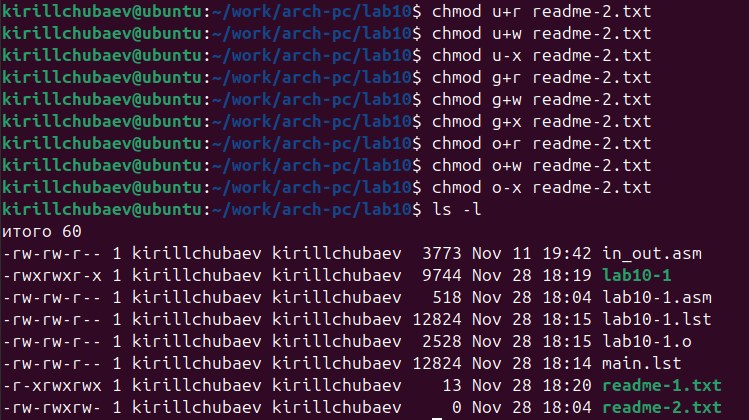 kirillchubaev@ubuntu:~/work/arch-pc/lab10$ chmod u+r readme-2.txt
kirillchubaev@ubuntu:~/work/arch-pc/lab10$ chmod u+w readme-2.txt
kirillchubaev@ubuntu:~/work/arch-pc/lab10$ chmod u-x readme-2.txt
kirillchubaev@ubuntu:~/work/arch-pc/lab10$ chmod g+r readme-2.txt
kirillchubaev@ubuntu:~/work/arch-pc/lab10$ chmod g+w readme-2.txt
kirillchubaev@ubuntu:~/work/arch-pc/lab10$ chmod g+x readme-2.txt
kirillchubaev@ubuntu:~/work/arch-pc/lab10$ chmod o+r readme-2.txt
kirillchubaev@ubuntu:~/work/arch-pc/lab10$ chmod o+w readme-2.txt
kirillchubaev@ubuntu:~/work/arch-pc/lab10$ chmod o-x readme-2.txt
kirillchubaev@ubuntu:~/work/arch-pc/lab10$ ls -l
итого 60
-rw-rw-r-- 1 kirillchubaev kirillchubaev  3773 Nov 11 19:42 in_out.asm
-rwxrwxr-x 1 kirillchubaev kirillchubaev  9744 Nov 28 18:19 lab10-1
-rw-rw-r-- 1 kirillchubaev kirillchubaev   518 Nov 28 18:04 lab10-1.asm
-rw-rw-r-- 1 kirillchubaev kirillchubaev 12824 Nov 28 18:15 lab10-1.lst
-rw-rw-r-- 1 kirillchubaev kirillchubaev  2528 Nov 28 18:15 lab10-1.o
-rw-rw-r-- 1 kirillchubaev kirillchubaev 12824 Nov 28 18:14 main.lst
-r-xrwxrwx 1 kirillchubaev kirillchubaev    13 Nov 28 18:20 readme-1.txt
-rw-rwxrw- 1 kirillchubaev kirillchubaev     0 Nov 28 18:04 readme-2.txt